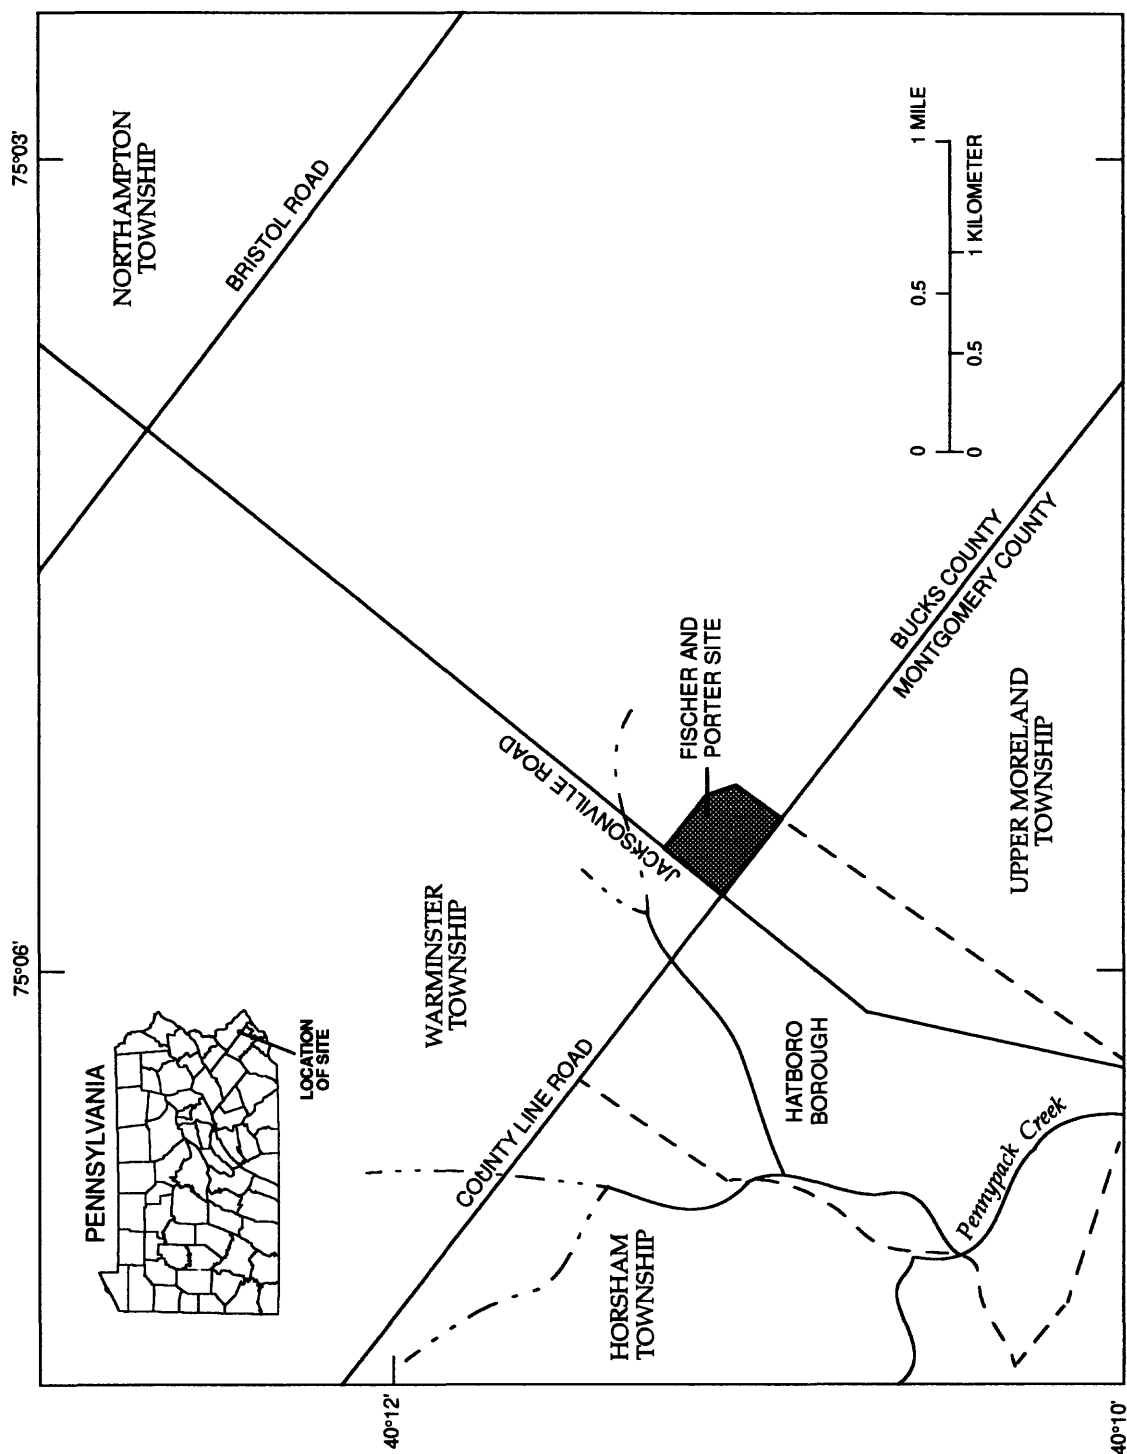 75°06'
75°03'
PENNSYLVANIA
LOCATION
OF SITE
NORTHAMPTON
TOWNSHIP
BRISTOL ROAD
WARMINSTER
TOWNSHIP
JACKSONVILLE ROAD
COUNTY LINE ROAD
40°12'
FISCHER AND
PORTER SITE
HORSHAM
TOWNSHIP
HATBORO
BOROUGH
BUCKS COUNTY
MONTGOMERY COUNTY
0 0.5 1 MILE
0 0.5 1 KILOMETER
UPPER MORELAND
TOWNSHIP
Pennypack Creek
40°10'